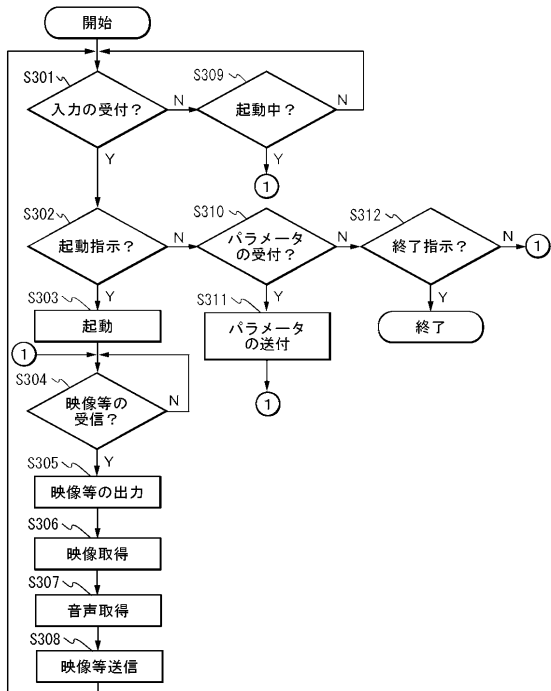 開始
S301
入力の受付?
N
Y
S309
起動中?
N
Y
1
S302
起動指示?
N
Y
S310
パラメータ
の受付?
N
Y
S312
終了指示?
N
1
Y
終了
S303
起動
S311
パラメータ
の送付
1
1
S304
映像等の
受信?
N
Y
S305
映像等の出力
S306
映像取得
S307
音声取得
S308
映像等送信